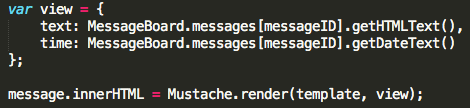 var view = {
text: MessageBoard.messages[messageID].getHTMLText(),
time: MessageBoard.messages[messageID].getDateText()
};
message.innerHTML = Mustache.render(template, view);